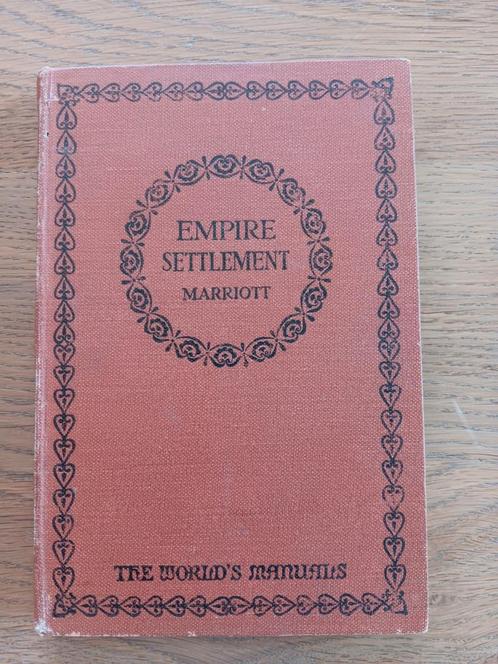 EMPIRE
SETTLEMENT
MARRIOTT
THE WORLD'S MANUALS